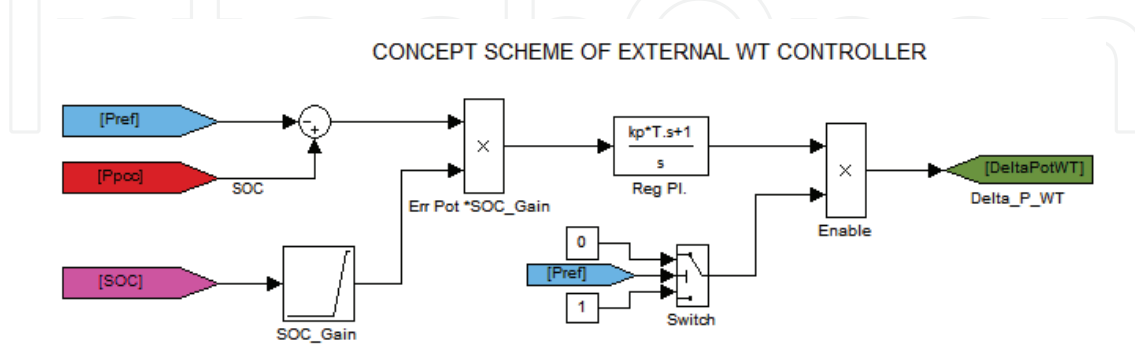 CONCEPT SCHEME OF EXTERNAL WT CONTROLLER
[Pref]
[Ppcc]
SOC
[SOC]
SOC_Gain
×
Err Pot *SOC_Gain
kp*T.s+1
s
Reg PI.
0
[Pref]
1
Switch
×
Enable
[DeltaPotWT]
Delta_P_WT